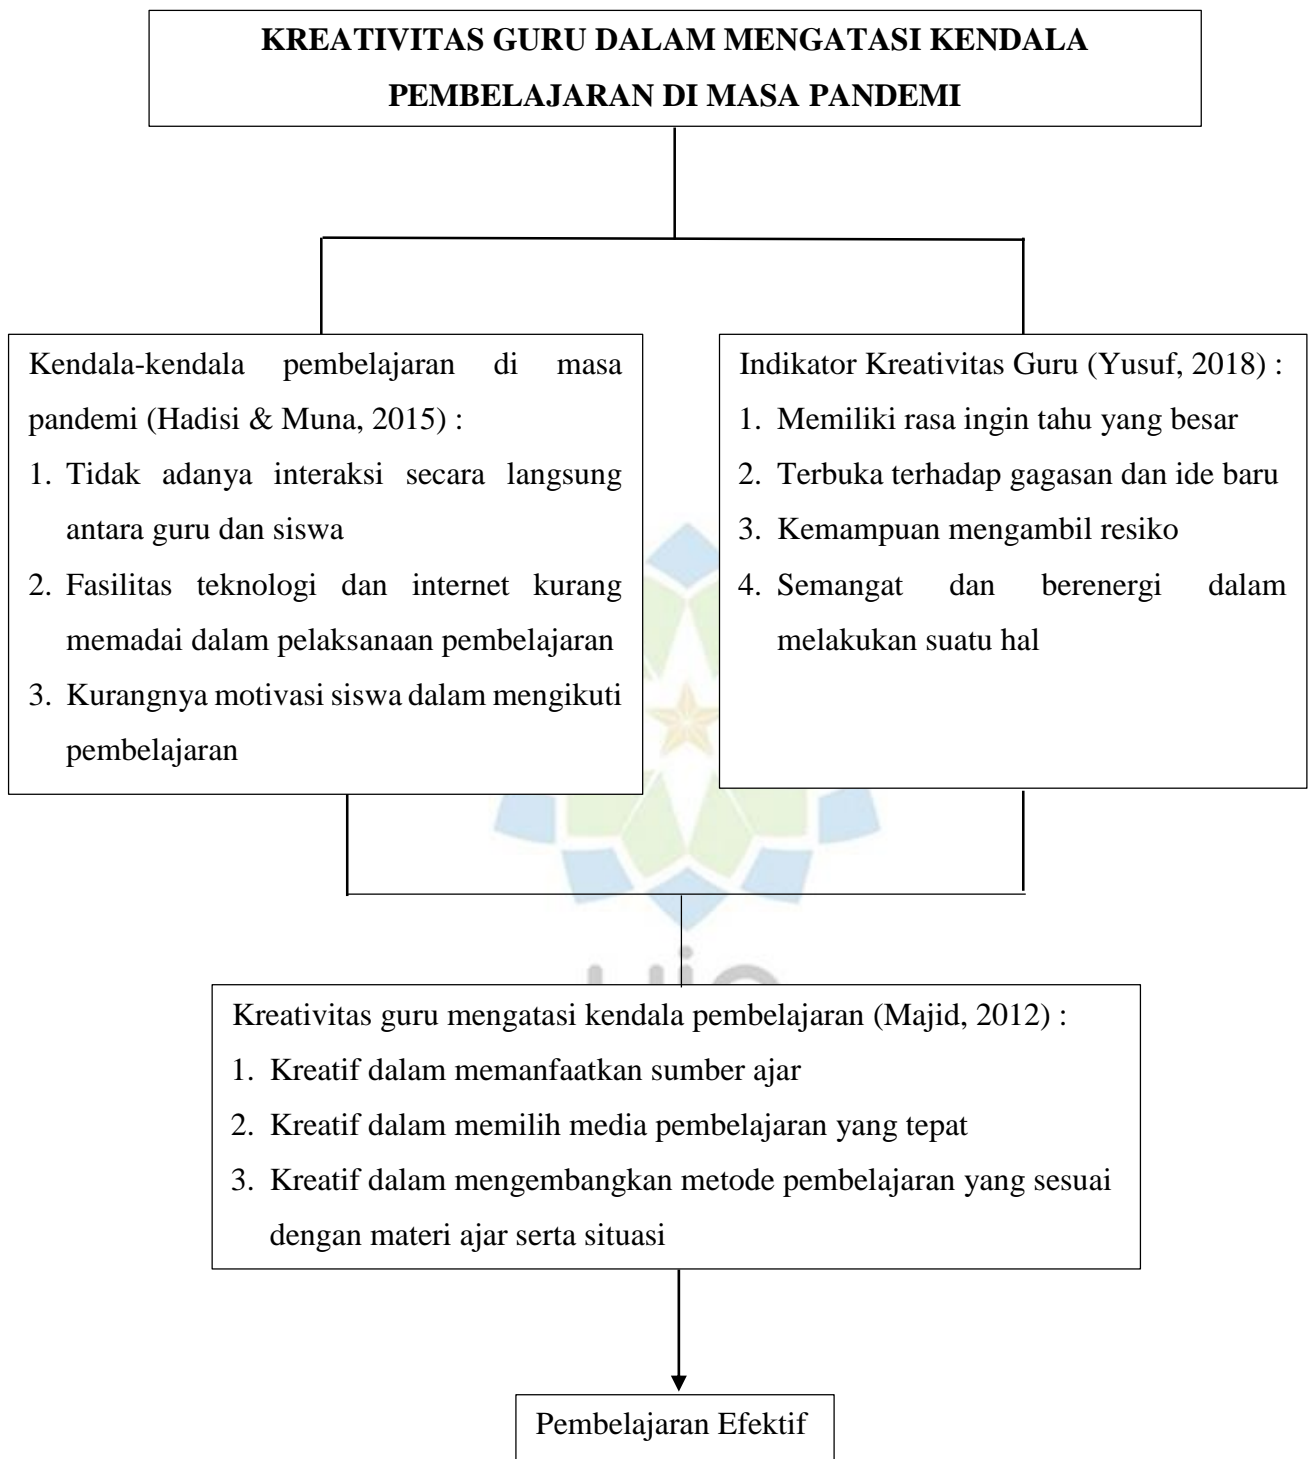 KREATIVITAS GURU DALAM MENGATASI KENDALA
PEMBELAJARAN DI MASA PANDEMI
Kendala-kendala pembelajaran di masa
pandemi (Hadisi & Muna, 2015) :
1. Tidak adanya interaksi secara langsung
antara guru dan siswa
2. Fasilitas teknologi dan internet kurang
memadai dalam pelaksanaan pembelajaran
3. Kurangnya motivasi siswa dalam mengikuti
pembelajaran
Indikator Kreativitas Guru (Yusuf, 2018) :
1. Memiliki rasa ingin tahu yang besar
2. Terbuka terhadap gagasan dan ide baru
3. Kemampuan mengambil resiko
4. Semangat dan berenergi dalam
melakukan suatu hal
Kreativitas guru mengatasi kendala pembelajaran (Majid, 2012) :
1. Kreatif dalam memanfaatkan sumber ajar
2. Kreatif dalam memilih media pembelajaran yang tepat
3. Kreatif dalam mengembangkan metode pembelajaran yang sesuai
dengan materi ajar serta situasi
Pembelajaran Efektif